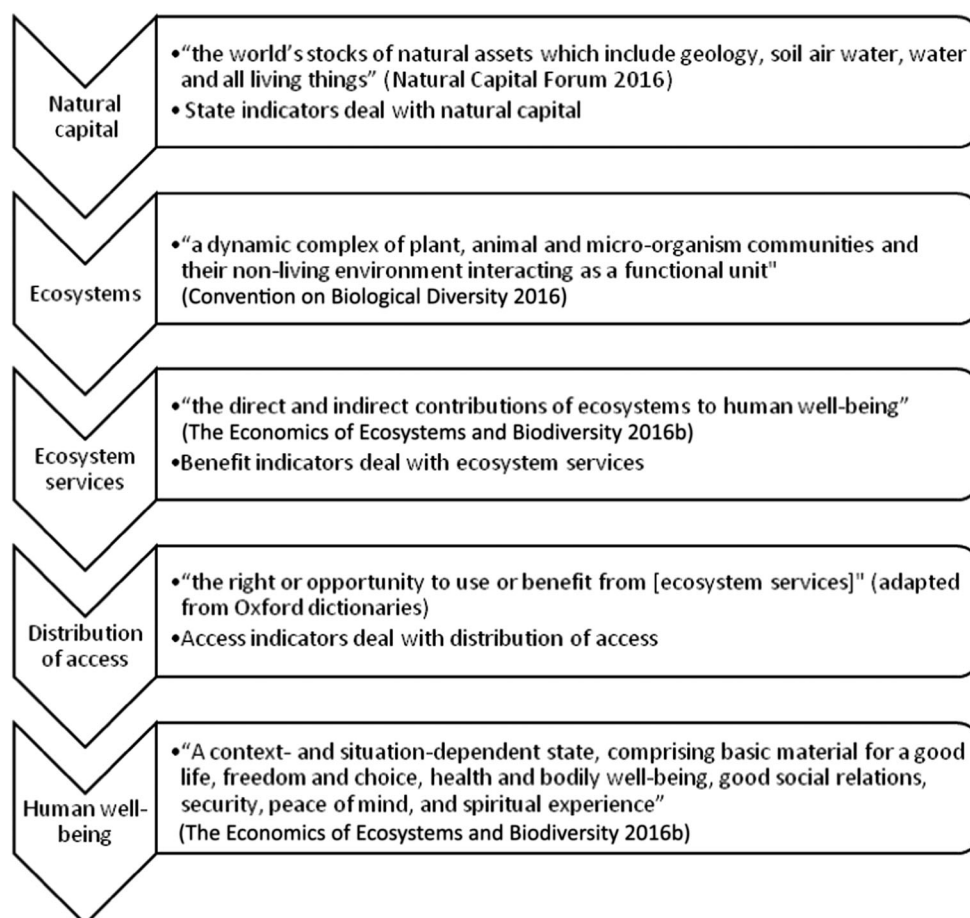 Natural
capital
•“the world’s stocks of natural assets which include geology, soil air water, water
and all living things” (Natural Capital Forum 2016)
• State indicators deal with natural capital
Ecosystems
•“a dynamic complex of plant, animal and micro-organism communities and
their non-living environment interacting as a functional unit"
(Convention on Biological Diversity 2016)
Ecosystem
services
•“the direct and indirect contributions of ecosystems to human well-being”
(The Economics of Ecosystems and Biodiversity 2016b)
•Benefit indicators deal with ecosystem services
Distribution
of access
•“the right or opportunity to use or benefit from [ecosystem services]" (adapted
from Oxford dictionaries)
•Access indicators deal with distribution of access
Human well-
being
•“A context- and situation-dependent state, comprising basic material for a good
life, freedom and choice, health and bodily well-being, good social relations,
security, peace of mind, and spiritual experience”
(The Economics of Ecosystems and Biodiversity 2016b)